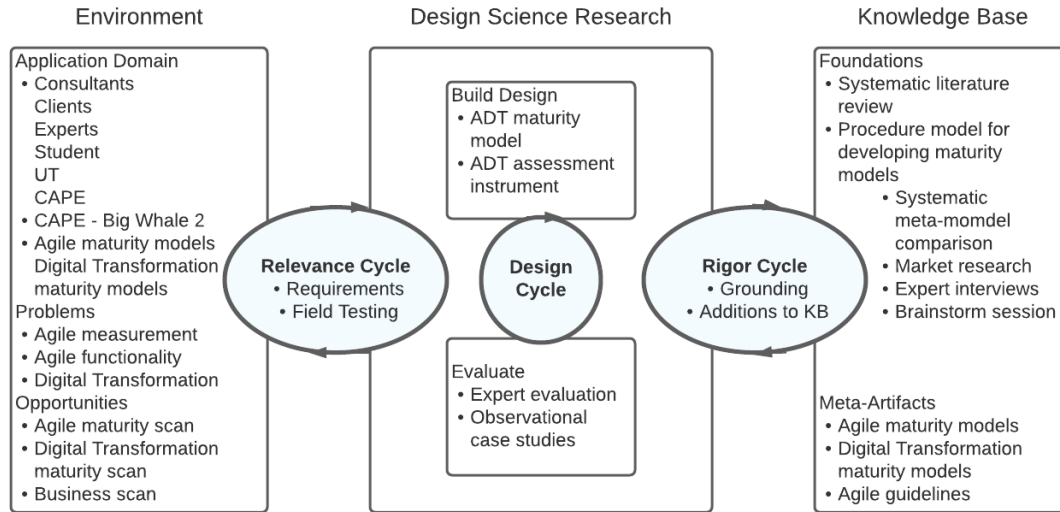 Environment
Application Domain
• Consultants
Clients
Experts
Student
UT
CAPE
• CAPE - Big Whale 2
• Agile maturity models
Digital Transformation
maturity models
Problems
• Agile measurement
• Agile functionality
• Digital Transformation
Opportunities
• Agile maturity scan
• Digital Transformation
maturity scan
• Business scan
Relevance Cycle
• Requirements
• Field Testing
Design Science Research
Build Design
• ADT maturity
model
• ADT assessment
instrument
Design
Cycle
Evaluate
• Expert evaluation
• Observational
case studies
Rigor Cycle
• Grounding
• Additions to KB
Knowledge Base
Foundations
• Systematic literature
review
• Procedure model for
developing maturity
models
• Systematic
meta-momdel
comparison
• Market research
• Expert interviews
• Brainstorm session
Meta-Artifacts
• Agile maturity models
• Digital Transformation
maturity models
• Agile guidelines